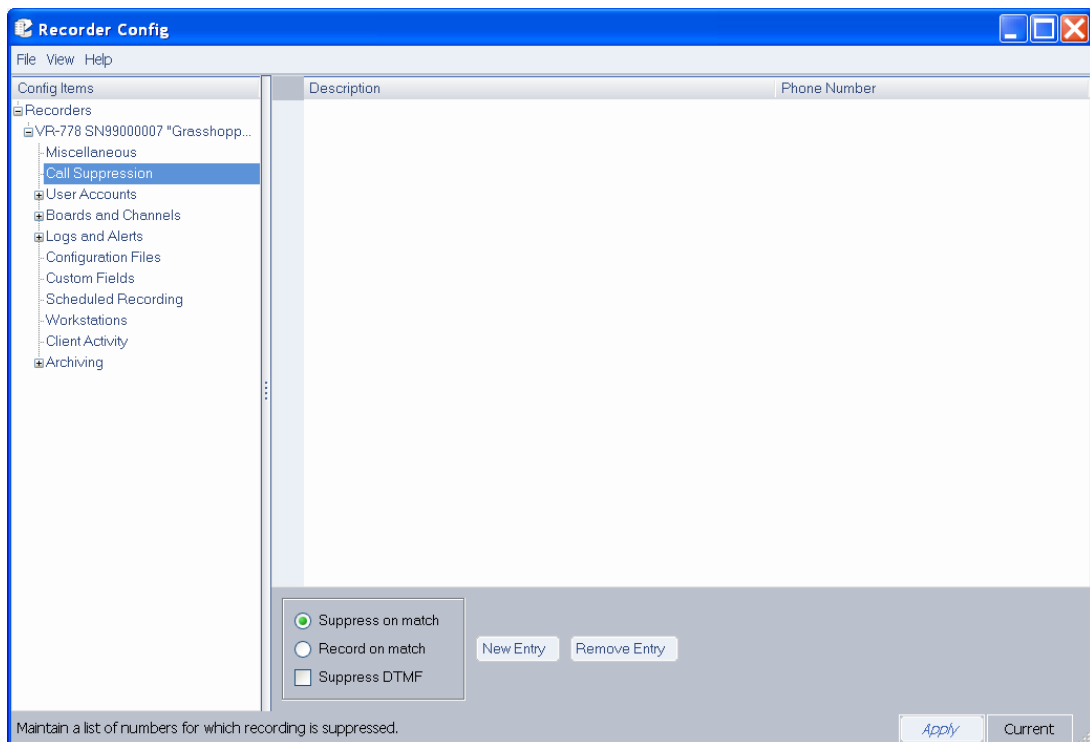 Recorder Config
File View Help
Config Items
Description Phone Number
Recorders
VR-778 SN99000007 "Grasshopp...
Miscellaneous
Call Suppression
User Accounts
Boards and Channels
Logs and Alerts
Configuration Files
Custom Fields
Scheduled Recording
Workstations
Client Activity
Archiving
Suppress on match
Record on match
Suppress DTMF
New Entry Remove Entry
Maintain a list of numbers for which recording is suppressed.
Apply Current